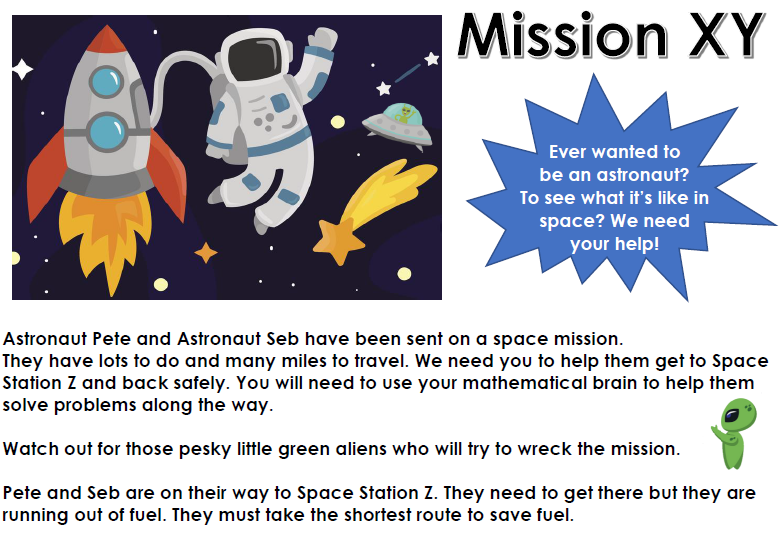 Mission XY
Ever wanted to
be an astronaut?
To see what it's like in
space? We need
your help!
Astronaut Pete and Astronaut Seb have been sent on a space mission.
They have lots to do and many miles to travel. We need you to help them get to Space
Station Z and back safely. You will need to use your mathematical brain to help them
solve problems along the way.
Watch out for those pesky little green aliens who will try to wreck the mission.
Pete and Seb are on their way to Space Station Z. They need to get there but they are
running out of fuel. They must take the shortest route to save fuel.